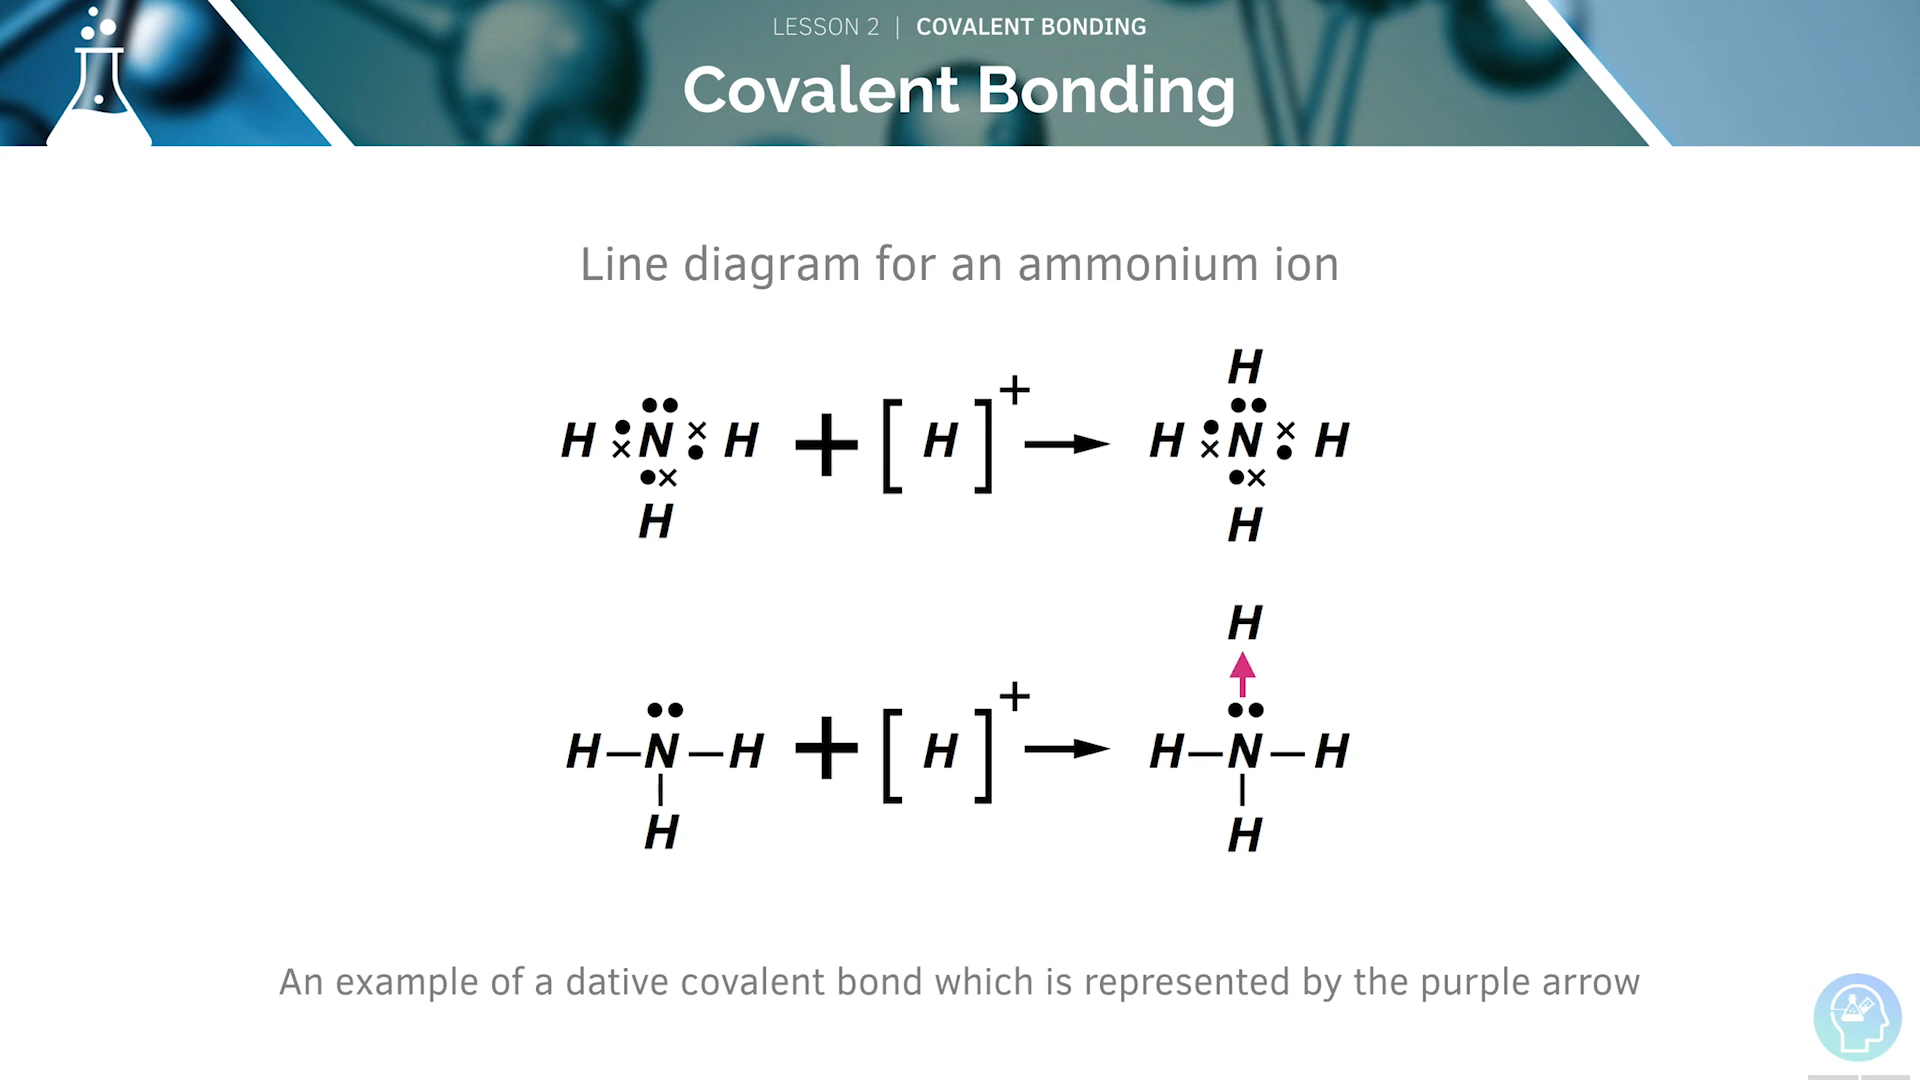 LESSON 2 | COVALENT BONDING
Covalent Bonding
Line diagram for an ammonium ion
H
H N H + [ H ]+ → H N H
H H
H
H—N—H + [ H ]+ → H—N—H
H H
An example of a dative covalent bond which is represented by the purple arrow